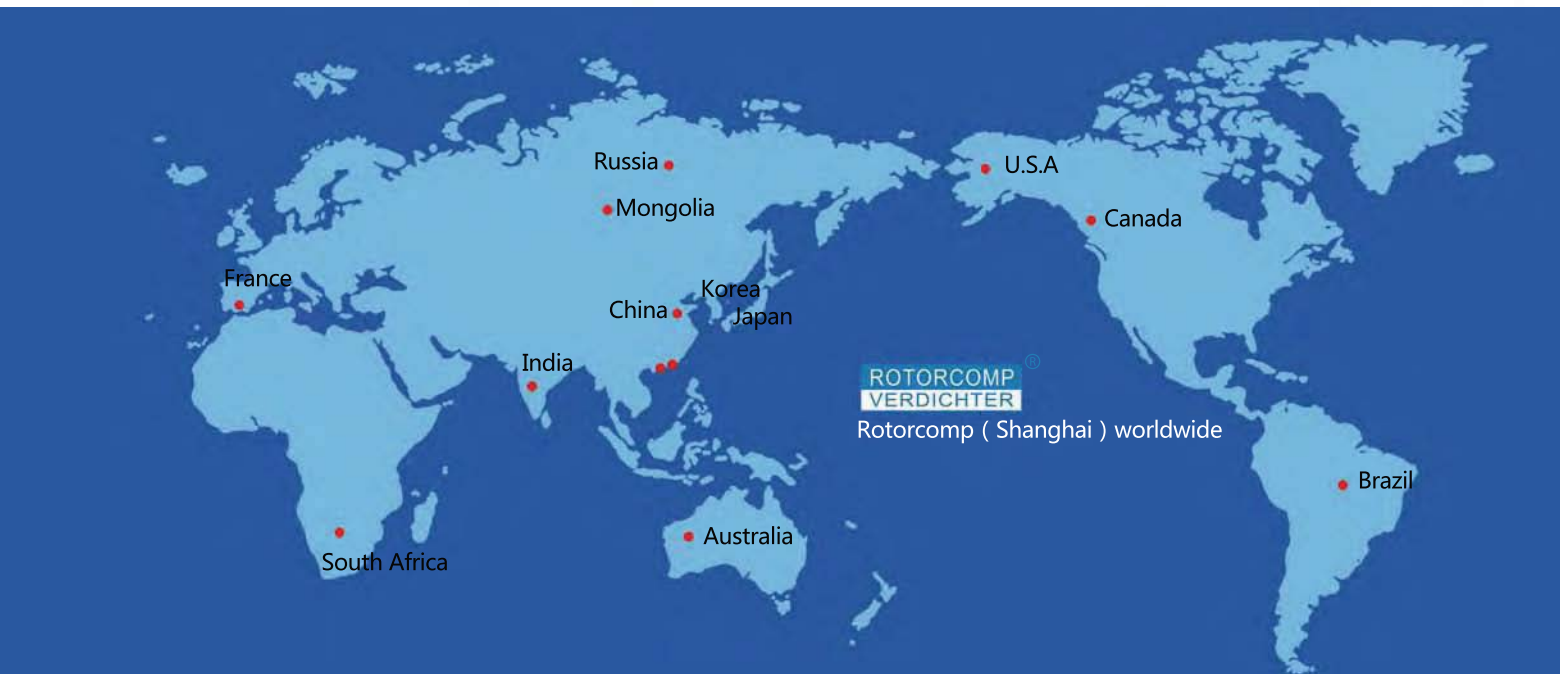 Russia
U.S.A
Mongolia
Canada
France
Korea
China
Japan
India
®
ROTORCOMP
VERDICHTER
Rotorcomp ( Shanghai ) worldwide
Brazil
Australia
South Africa